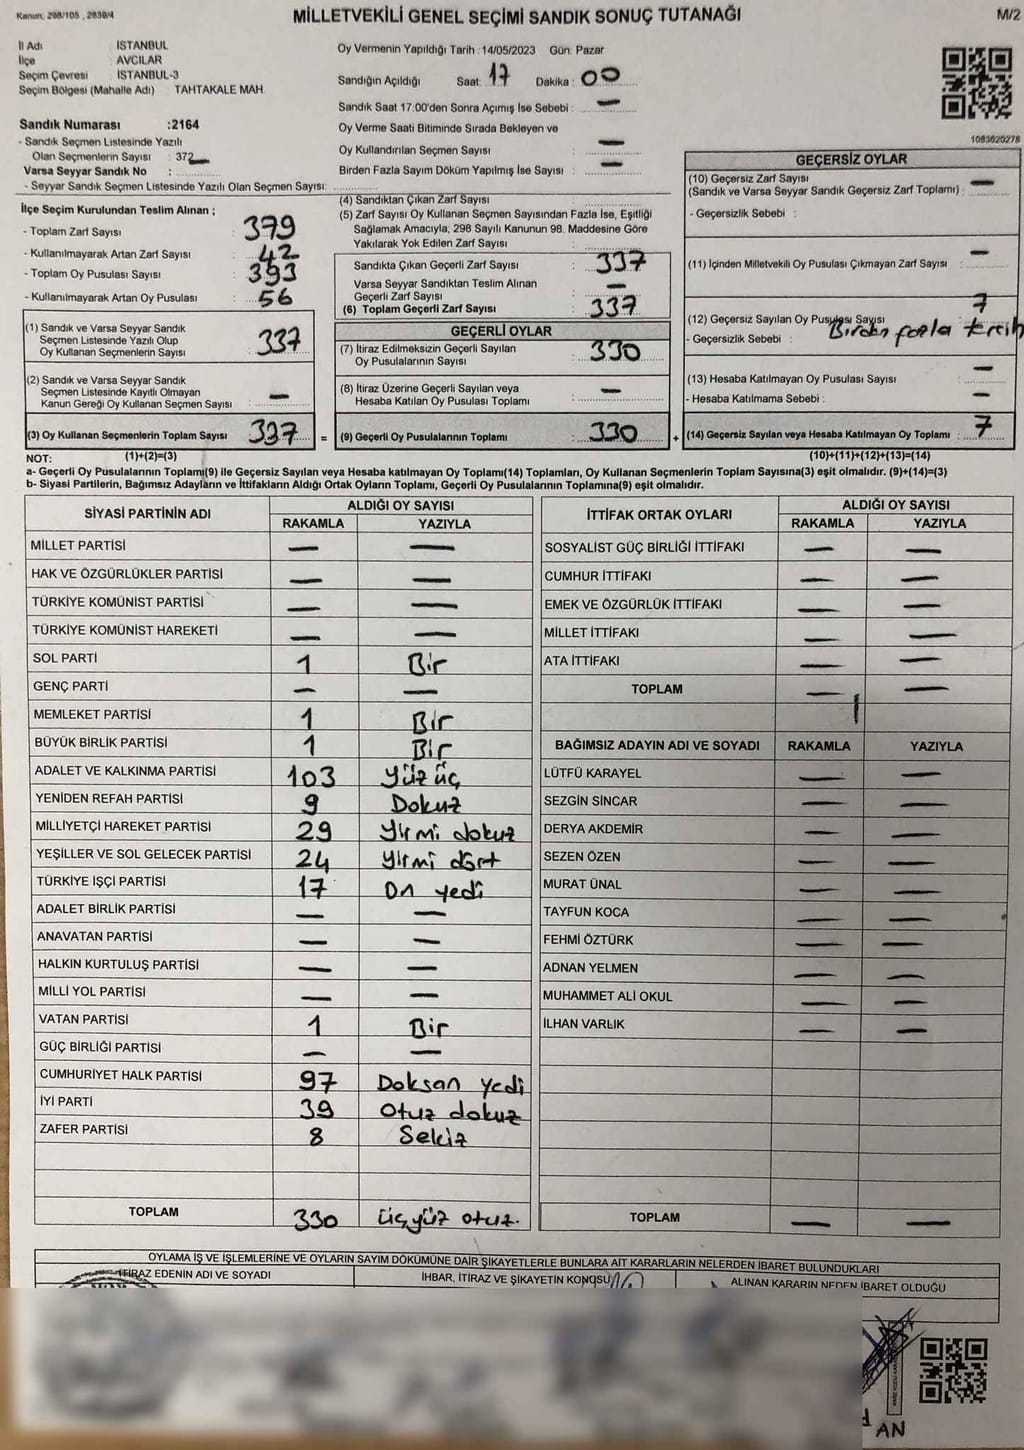 Kanun, 298/105 , 2839/4
MİLLETVEKİLİ GENEL SEÇİMİ SANDIK SONUÇ TUTANAĞI
M/2
İl Adı : İSTANBUL
İlçe : AVCILAR
Seçim Çevresi : İSTANBUL-3
Seçim Bölgesi (Mahalle Adı) : TAHTAKALE MAH.
Sandık Numarası :2164
- Sandık Seçmen Listesinde Yazılı
Olan Seçmenlerin Sayısı : 372
Varsa Seyyar Sandık No :
- Seyyar Sandık Seçmen Listesinde Yazılı Olan Seçmen Sayısı:
Oy Vermenin Yapıldığı Tarih : 14/05/2023 Gün: Pazar
Sandığın Açıldığı Saat: 17 Dakika : 00
Sandık Saat 17:00'den Sonra Açılmış İse Sebebi : —
Oy Verme Saati Bitiminde Sırada Bekleyen ve
Oy Kullandırılan Seçmen Sayısı : —
Birden Fazla Sayım Döküm Yapılmış İse Sayısı : —
1083620278
İlçe Seçim Kurulundan Teslim Alınan ;
- Toplam Zarf Sayısı : 379
- Kullanılmayarak Artan Zarf Sayısı : 42
- Toplam Oy Pusulası Sayısı : 393
- Kullanılmayarak Artan Oy Pusulası : 56
(1) Sandık ve Varsa Seyyar Sandık
Seçmen Listesinde Yazılı Olup
Oy Kullanan Seçmenlerin Sayısı : 337
(2) Sandık ve Varsa Seyyar Sandık
Seçmen Listesinde Kayıtlı Olmayan
Kanun Gereği Oy Kullanan Seçmen Sayısı : —
(3) Oy Kullanan Seçmenlerin Toplam Sayısı : 337 =
(4) Sandıktan Çıkan Zarf Sayısı :
(5) Zarf Sayısı Oy Kullanan Seçmen Sayısından Fazla İse, Eşitliği
Sağlamak Amacıyla, 298 Sayılı Kanunun 98. Maddesine Göre
Yakılarak Yok Edilen Zarf Sayısı :
Sandıkta Çıkan Geçerli Zarf Sayısı : 337
Varsa Seyyar Sandıktan Teslim Alınan
Geçerli Zarf Sayısı : —
(6) Toplam Geçerli Zarf Sayısı : 337
GEÇERLİ OYLAR
(7) İtiraz Edilmeksizin Geçerli Sayılan
Oy Pusulalarının Sayısı : 330
(8) İtiraz Üzerine Geçerli Sayılan veya
Hesaba Katılan Oy Pusulası Toplamı : —
(9) Geçerli Oy Pusulalarının Toplamı : 330 +
GEÇERSİZ OYLAR
(10) Geçersiz Zarf Sayısı : —
(Sandık ve Varsa Seyyar Sandık Geçersiz Zarf Toplamı)
- Geçersizlik Sebebi :
(11) İçinden Milletvekili Oy Pusulası Çıkmayan Zarf Sayısı : —
(12) Geçersiz Sayılan Oy Pusulası Sayısı : 7
- Geçersizlik Sebebi : Birden fazla tercih
(13) Hesaba Katılmayan Oy Pusulası Sayısı : —
- Hesaba Katılmama Sebebi : —
(14) Geçersiz Sayılan veya Hesaba Katılmayan Oy Toplamı : 7
NOT: (1)+(2)=(3)
(10)+(11)+(12)+(13)=(14)
a- Geçerli Oy Pusulalarının Toplamı(9) ile Geçersiz Sayılan veya Hesaba katılmayan Oy Toplamı(14) Toplamları, Oy Kullanan Seçmenlerin Toplam Sayısına(3) eşit olmalıdır. (9)+(14)=(3)
b- Siyasi Partilerin, Bağımsız Adayların ve İttifakların Aldığı Ortak Oyların Toplamı, Geçerli Oy Pusulalarının Toplamına(9) eşit olmalıdır.
SİYASİ PARTİNİN ADI ALDIĞI OY SAYISI
RAKAMLA YAZIYLA
MİLLET PARTİSİ — —
HAK VE ÖZGÜRLÜKLER PARTİSİ — —
TÜRKİYE KOMÜNİST PARTİSİ — —
TÜRKİYE KOMÜNİST HAREKETİ — —
SOL PARTİ 1 Bir
GENÇ PARTİ — —
MEMLEKET PARTİSİ 1 Bir
BÜYÜK BİRLİK PARTİSİ 1 Bir
ADALET VE KALKINMA PARTİSİ 103 Yüz üç
YENİDEN REFAH PARTİSİ 9 Dokuz
MİLLİYETÇİ HAREKET PARTİSİ 29 Yirmi dokuz
YEŞİLLER VE SOL GELECEK PARTİSİ 24 Yirmi dört
TÜRKİYE İŞÇİ PARTİSİ 17 On yedi
ADALET BİRLİK PARTİSİ — —
ANAVATAN PARTİSİ — —
HALKIN KURTULUŞ PARTİSİ — —
MİLLİ YOL PARTİSİ — —
VATAN PARTİSİ 1 Bir
GÜÇ BİRLİĞİ PARTİSİ — —
CUMHURİYET HALK PARTİSİ 97 Doksan yedi
İYİ PARTİ 39 Otuz dokuz
ZAFER PARTİSİ 8 Sekiz
TOPLAM 330 üçyüz otuz.
İTTİFAK ORTAK OYLARI ALDIĞI OY SAYISI
RAKAMLA YAZIYLA
SOSYALİST GÜÇ BİRLİĞİ İTTİFAKI — —
CUMHUR İTTİFAKI — —
EMEK VE ÖZGÜRLÜK İTTİFAKI — —
MİLLET İTTİFAKI — —
ATA İTTİFAKI — —
TOPLAM — —
BAĞIMSIZ ADAYIN ADI VE SOYADI RAKAMLA YAZIYLA
LÜTFÜ KARAYEL — —
SEZGİN SİNCAR — —
DERYA AKDEMİR — —
SEZEN ÖZEN — —
MURAT ÜNAL — —
TAYFUN KOCA — —
FEHMİ ÖZTÜRK — —
ADNAN YELMEN — —
MUHAMMET ALİ OKUL — —
İLHAN VARLIK — —
TOPLAM — —
OYLAMA İŞ VE İŞLEMLERİNE VE OYLARIN SAYIM DÖKÜMÜNE DAİR ŞİKAYETLERLE BUNLARA AİT KARARLARIN NELERDEN İBARET BULUNDUKLARI
İTİRAZ EDENİN ADI VE SOYADI
İHBAR, İTİRAZ VE ŞİKAYETİN KONUSU
ALINAN KARARIN NEDEN İBARET OLDUĞU
AN